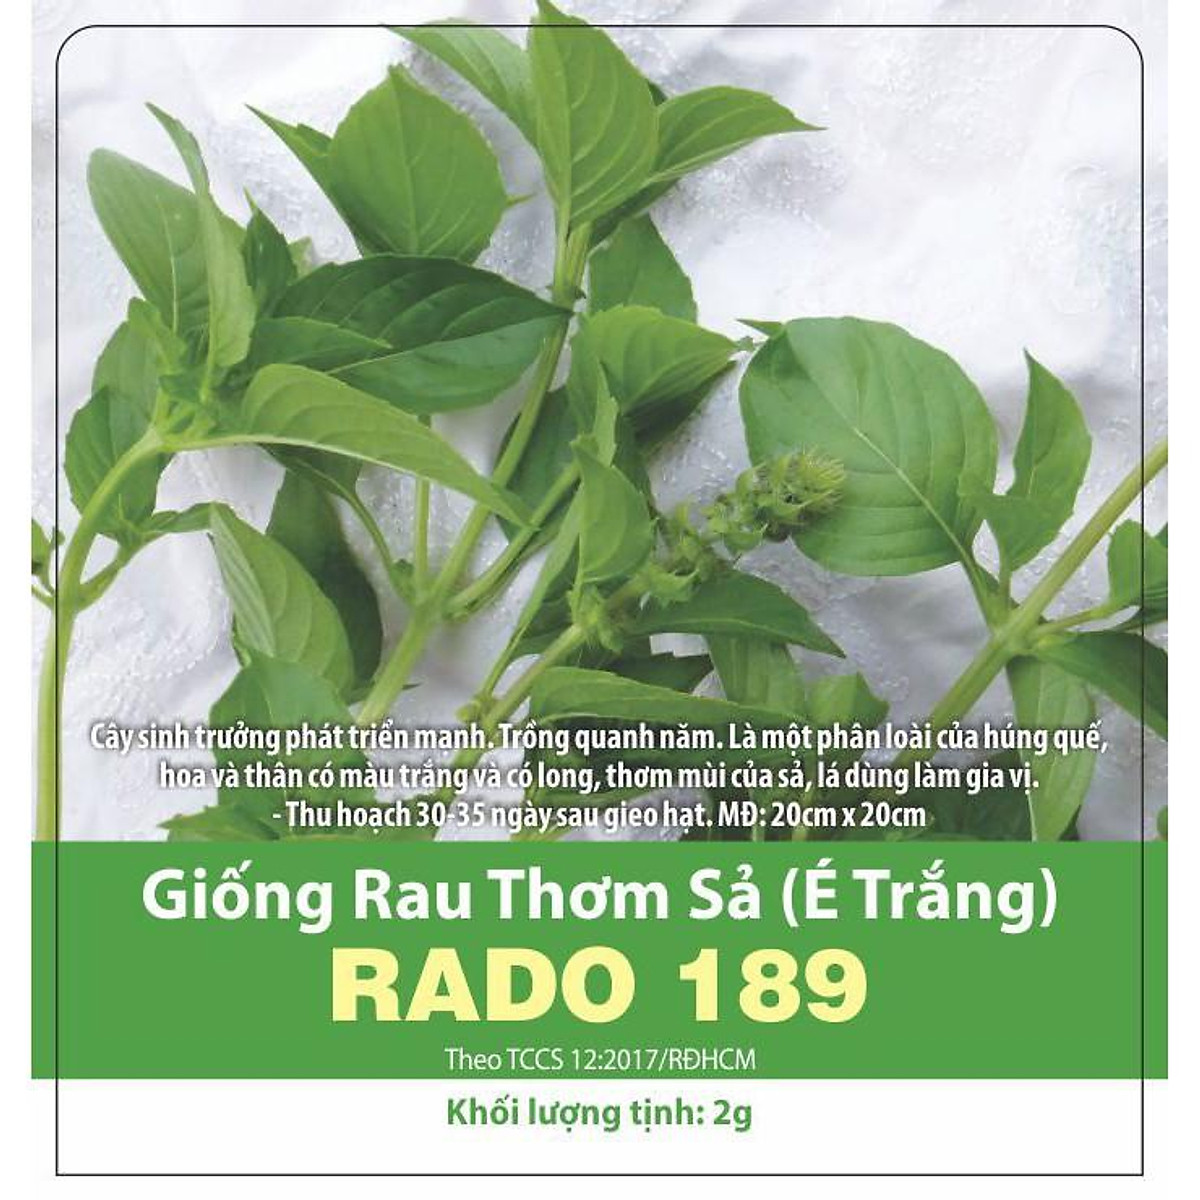 Cây sinh trưởng phát triển mạnh. Trồng quanh năm. Là một phân loài của húng quế,
hoa và thân có màu trắng và có long, thơm mùi của sả, lá dùng làm gia vị.
- Thu hoạch 30-35 ngày sau gieo hạt. MĐ: 20cm x 20cm
Giống Rau Thơm Sả (É Trắng)
RADO 189
Theo TCCS 12:2017/RĐHCM
Khối lượng tịnh: 2g